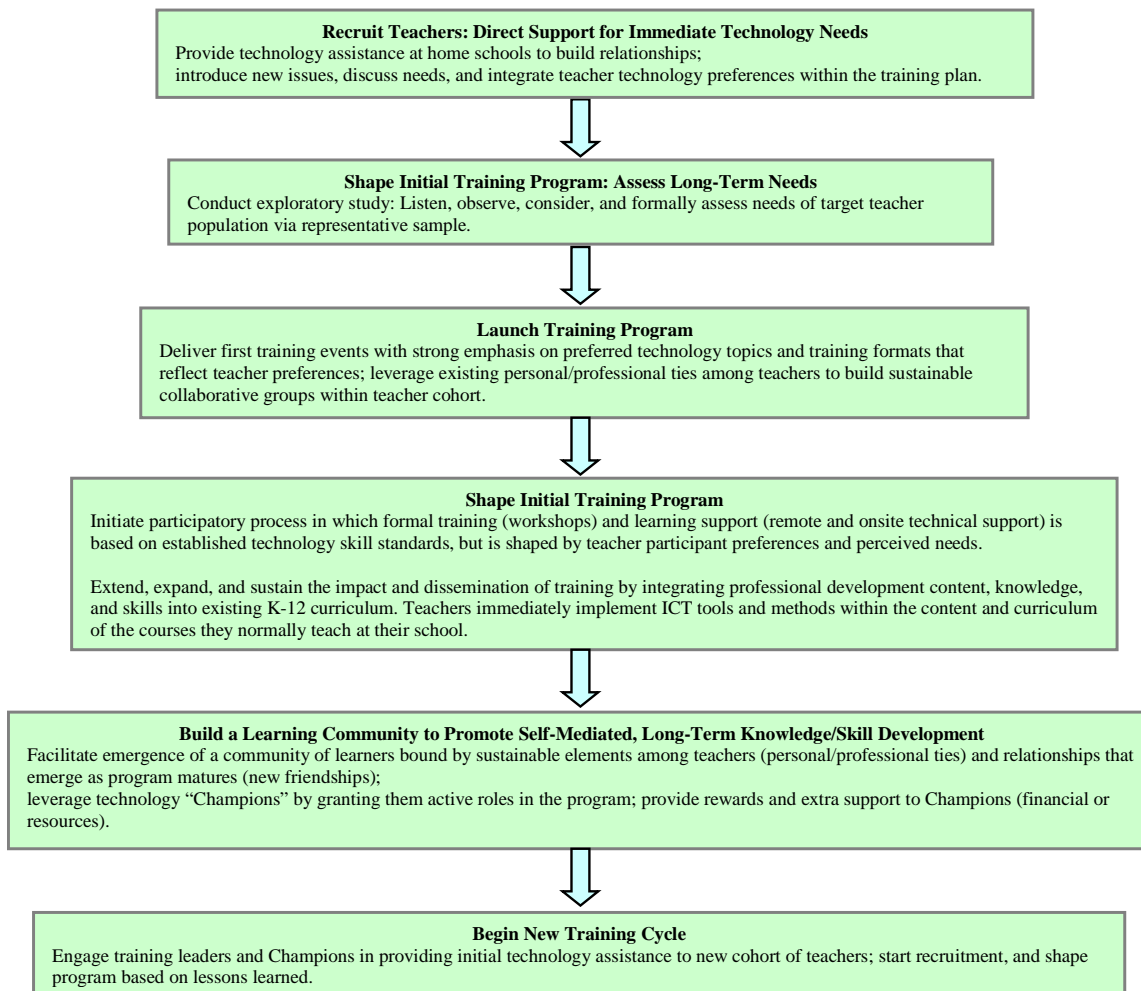 Recruit Teachers: Direct Support for Immediate Technology Needs
Provide technology assistance at home schools to build relationships;
introduce new issues, discuss needs, and integrate teacher technology preferences within the training plan.
Shape Initial Training Program: Assess Long-Term Needs
Conduct exploratory study: Listen, observe, consider, and formally assess needs of target teacher
population via representative sample.
Launch Training Program
Deliver first training events with strong emphasis on preferred technology topics and training formats that
reflect teacher preferences; leverage existing personal/professional ties among teachers to build sustainable
collaborative groups within teacher cohort.
Shape Initial Training Program
Initiate participatory process in which formal training (workshops) and learning support (remote and onsite technical support) is
based on established technology skill standards, but is shaped by teacher participant preferences and perceived needs.
Extend, expand, and sustain the impact and dissemination of training by integrating professional development content, knowledge,
and skills into existing K-12 curriculum. Teachers immediately implement ICT tools and methods within the content and curriculum
of the courses they normally teach at their school.
Build a Learning Community to Promote Self-Mediated, Long-Term Knowledge/Skill Development
Facilitate emergence of a community of learners bound by sustainable elements among teachers (personal/professional ties) and relationships that
emerge as program matures (new friendships);
leverage technology “Champions” by granting them active roles in the program; provide rewards and extra support to Champions (financial or
resources).
Begin New Training Cycle
Engage training leaders and Champions in providing initial technology assistance to new cohort of teachers; start recruitment, and shape
program based on lessons learned.